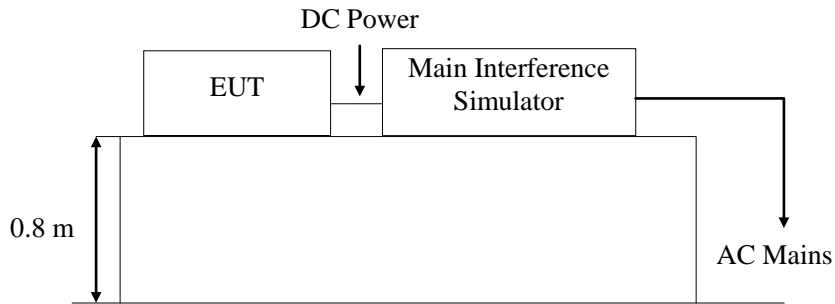 DC Power
EUT
Main Interference
Simulator
0.8 m
AC Mains